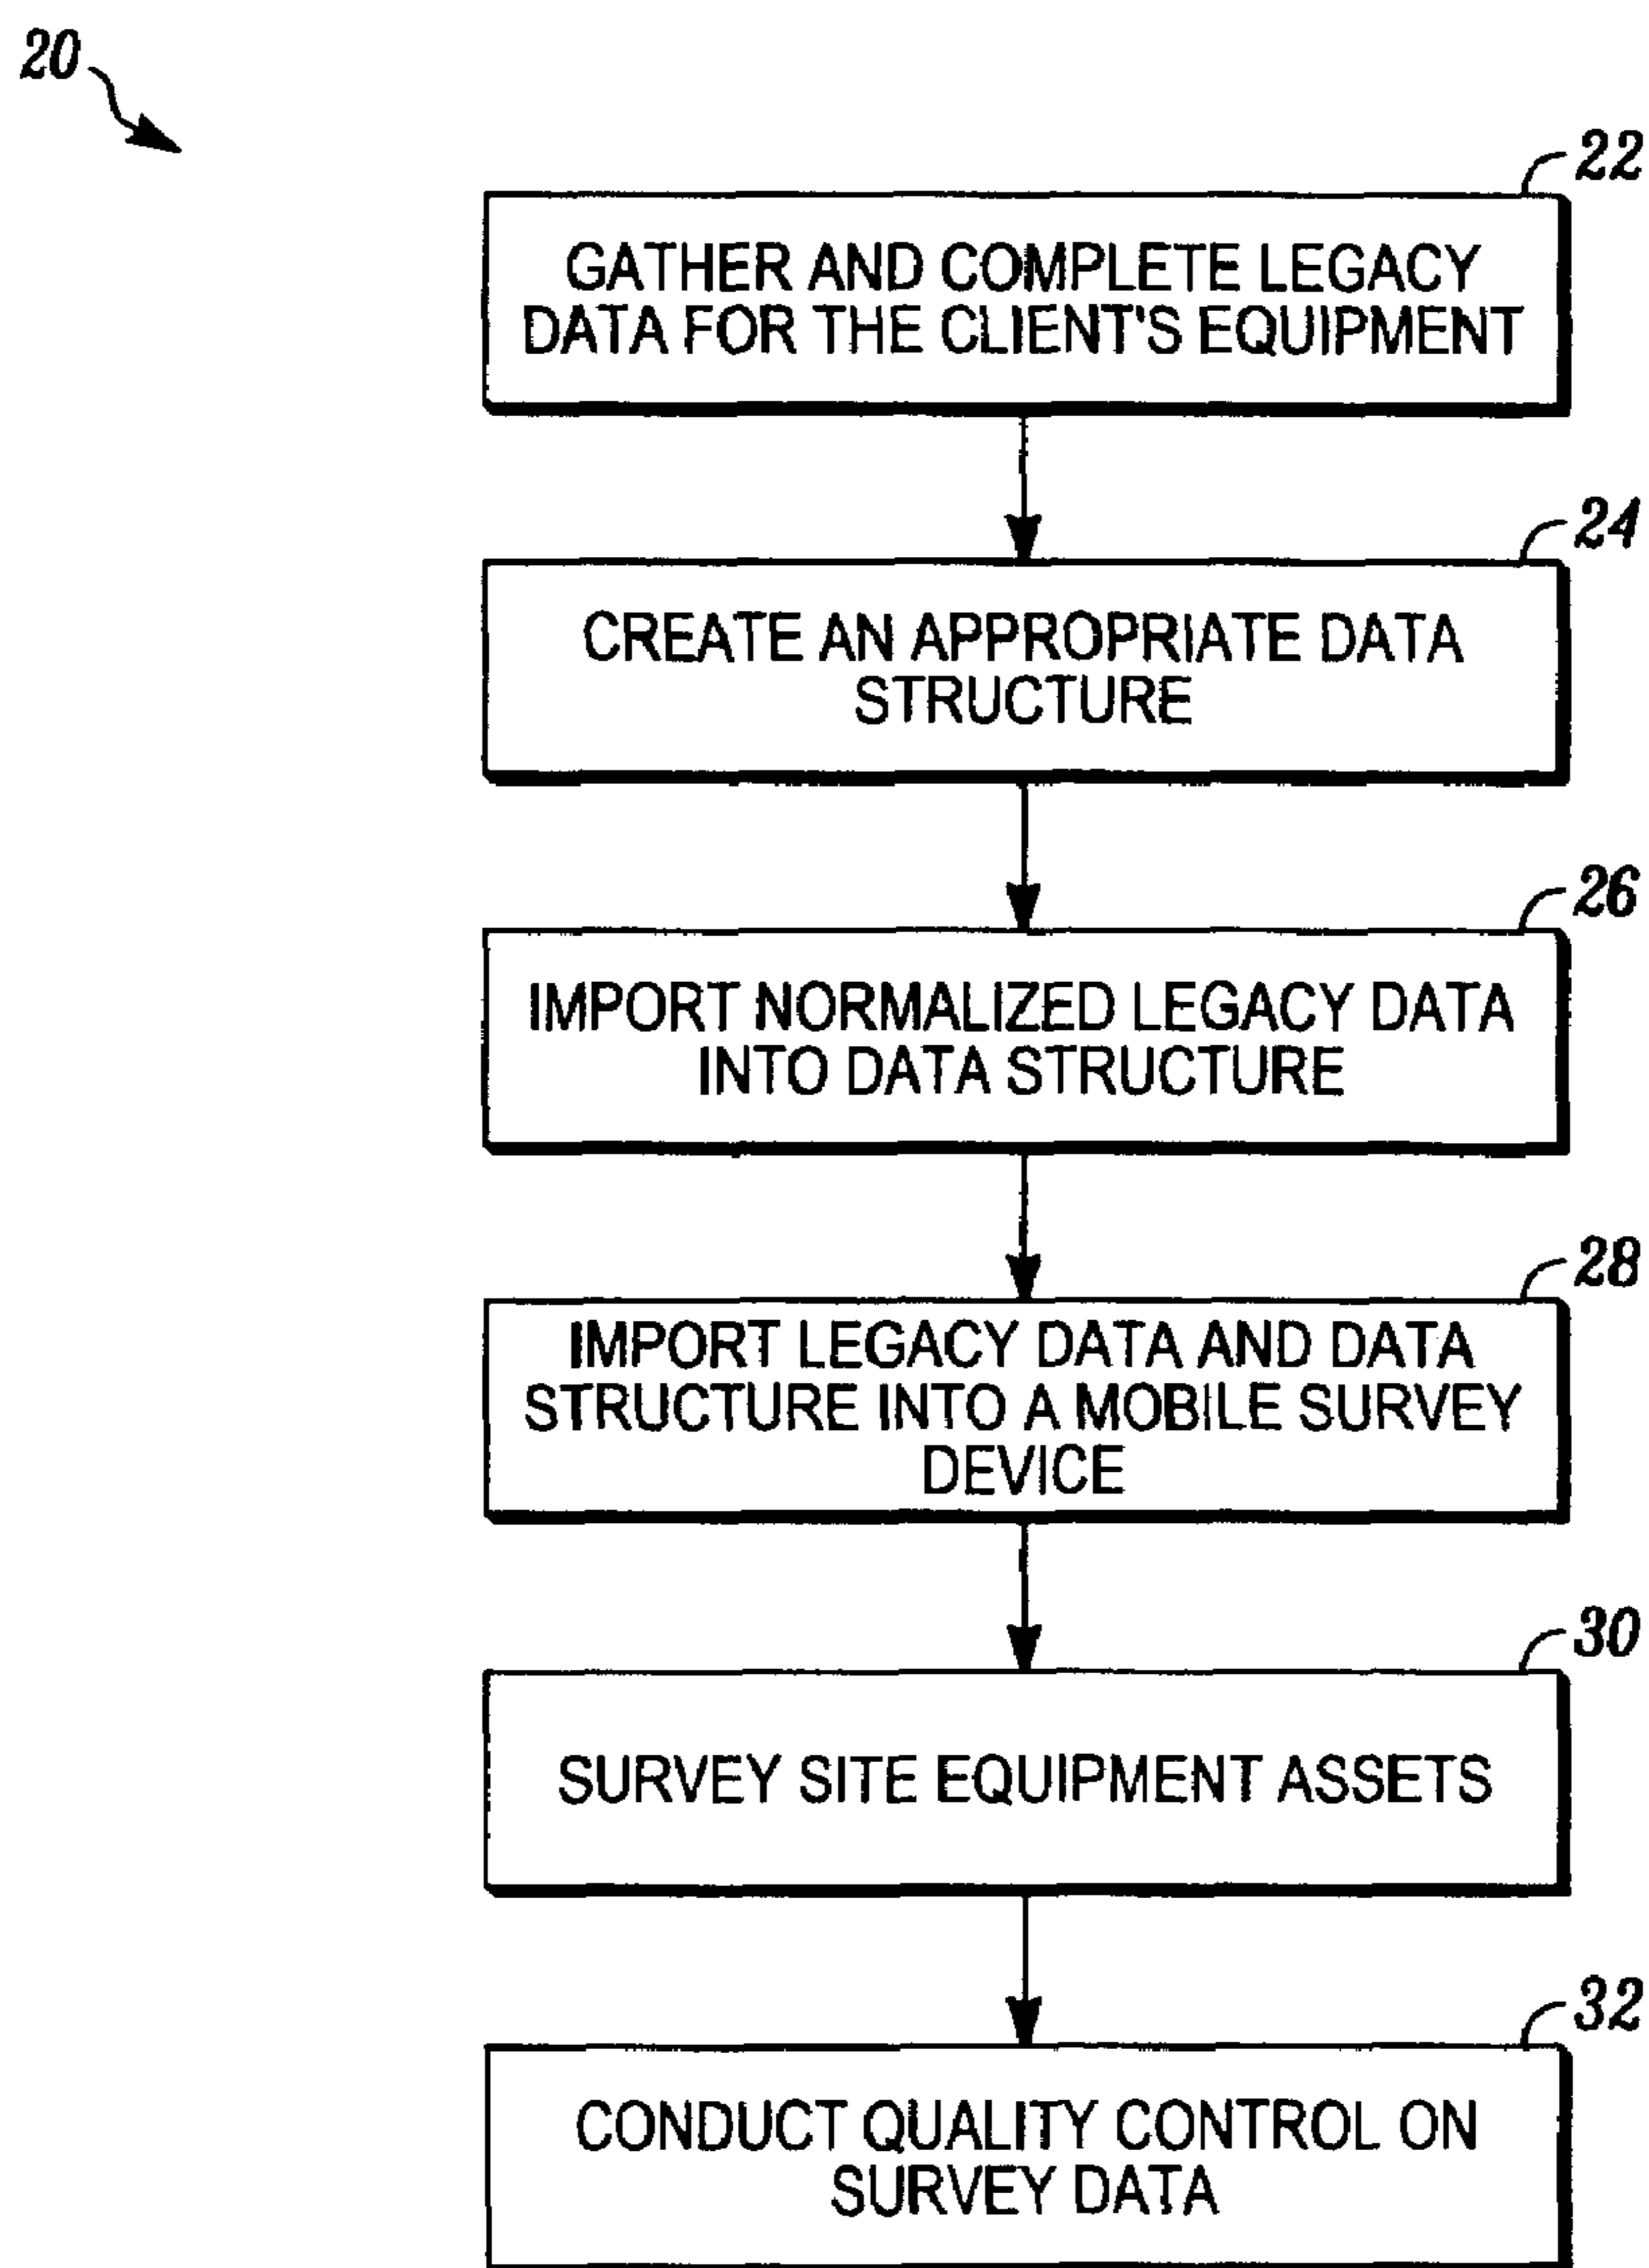 20
22
GATHER AND COMPLETE LEGACY
DATA FOR THE CLIENT'S EQUIPMENT
24
CREATE AN APPROPRIATE DATA
STRUCTURE
26
IMPORT NORMALIZED LEGACY DATA
INTO DATA STRUCTURE
28
IMPORT LEGACY DATA AND DATA
STRUCTURE INTO A MOBILE SURVEY
DEVICE
30
SURVEY SITE EQUIPMENT ASSETS
32
CONDUCT QUALITY CONTROL ON
SURVEY DATA